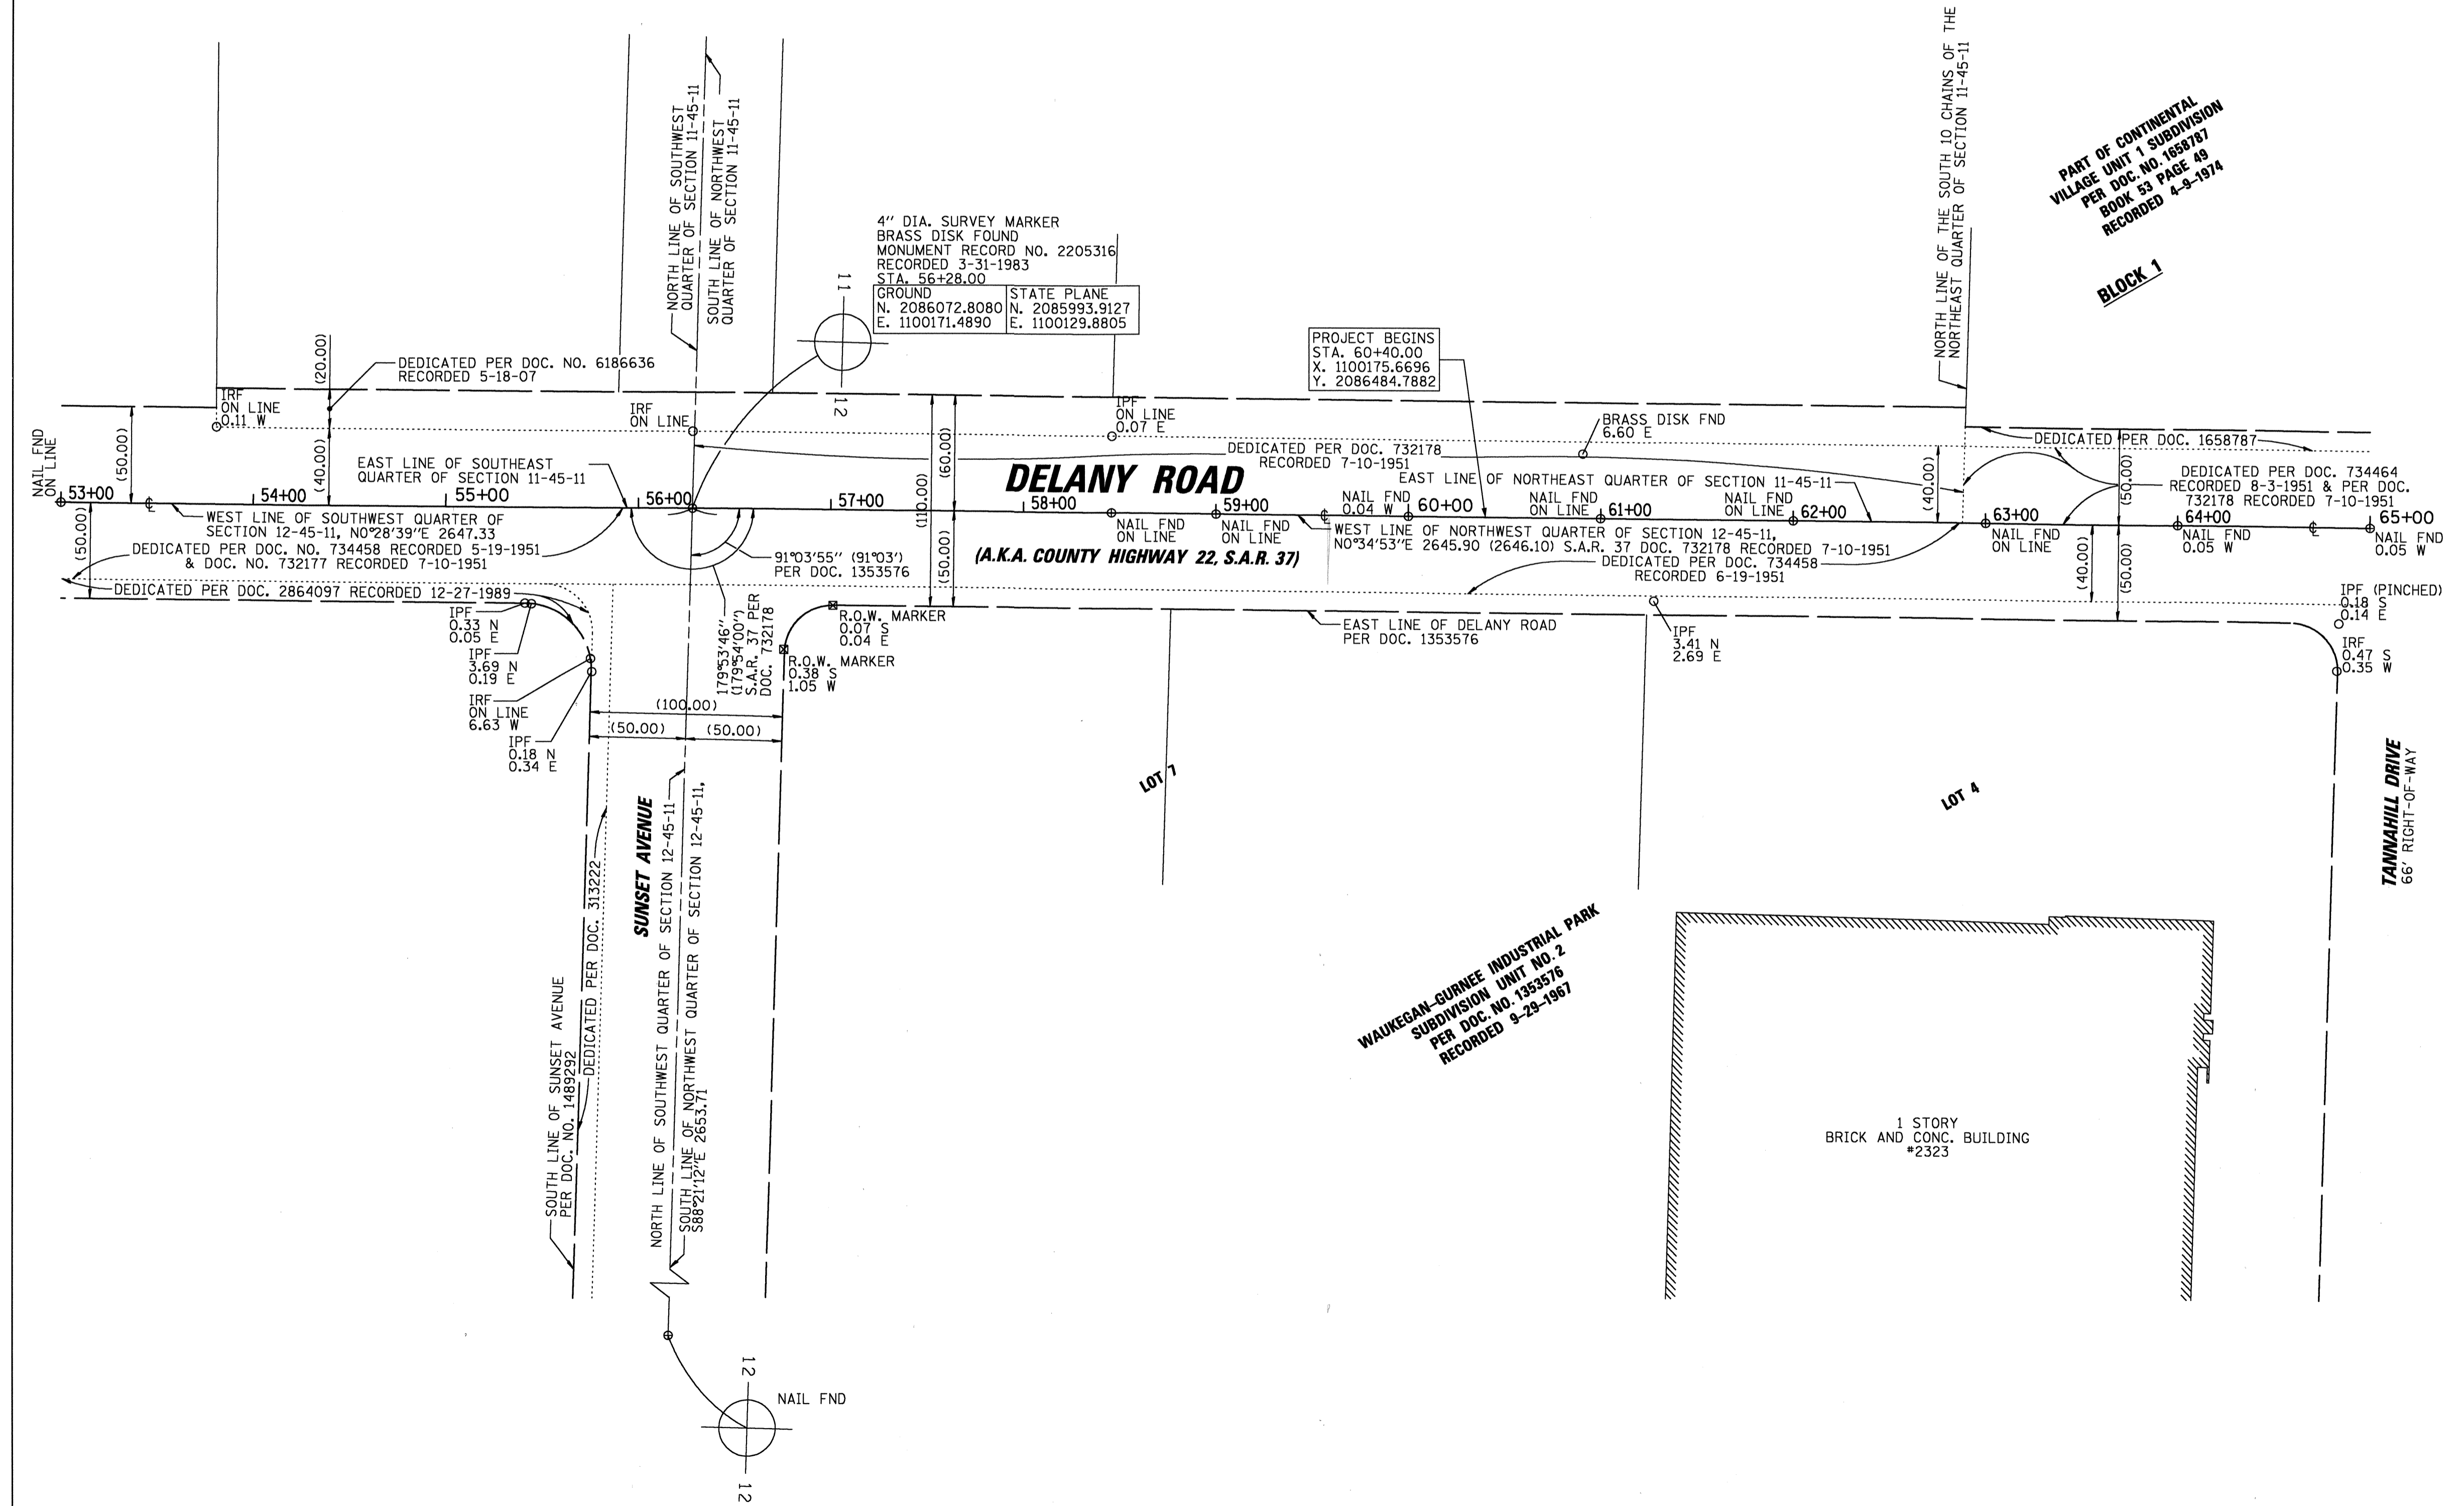 NORTH LINE OF SOUTHWEST
QUARTER OF SECTION 11-45-11
SOUTH LINE OF NORTHWEST
QUARTER OF SECTION 11-45-11
NORTH LINE OF THE SOUTH 10 CHAINS OF THE
NORTHEAST QUARTER OF SECTION 11-45-11
PART OF CONTINENTAL
VILLAGE UNIT 1 SUBDIVISION
PER DOC. NO. 1658787
BOOK 53 PAGE 49
RECORDED 4-9-1974
BLOCK 1
4" DIA. SURVEY MARKER
BRASS DISK FOUND
MONUMENT RECORD NO. 2205316
RECORDED 3-31-1983
STA. 56+28.00
GROUND
N. 2086072.8080
E. 1100171.4890
STATE PLANE
N. 2085993.9127
E. 1100129.8805
11
12
PROJECT BEGINS
STA. 60+40.00
X. 1100175.6696
Y. 2086484.7882
(20.00)
DEDICATED PER DOC. NO. 6186636
RECORDED 5-18-07
IRF
ON LINE
0.11 W
IRF
ON LINE
IPF
ON LINE
0.07 E
BRASS DISK FND
6.60 E
NAIL FND
ON LINE
(50.00)
(40.00)
(60.00)
(110.00)
(50.00)
(50.00)
EAST LINE OF SOUTHEAST
QUARTER OF SECTION 11-45-11
DEDICATED PER DOC. 732178
RECORDED 7-10-1951
DELANY ROAD
EAST LINE OF NORTHEAST QUARTER OF SECTION 11-45-11
(40.00)
DEDICATED PER DOC. 1658787
(50.00)
DEDICATED PER DOC. 734464
RECORDED 8-3-1951 & PER DOC.
732178 RECORDED 7-10-1951
53+00
54+00
55+00
56+00
57+00
58+00
59+00
60+00
61+00
62+00
63+00
64+00
65+00
℄
℄
℄
NAIL FND
ON LINE
NAIL FND
ON LINE
NAIL FND
0.04 W
NAIL FND
ON LINE
NAIL FND
ON LINE
NAIL FND
ON LINE
NAIL FND
0.05 W
NAIL FND
0.05 W
WEST LINE OF SOUTHWEST QUARTER OF
SECTION 12-45-11, N0°28'39"E 2647.33
DEDICATED PER DOC. NO. 734458 RECORDED 5-19-1951
& DOC. NO. 732177 RECORDED 7-10-1951
DEDICATED PER DOC. 2864097 RECORDED 12-27-1989
91°03'55" (91°03')
PER DOC. 1353576
(A.K.A. COUNTY HIGHWAY 22, S.A.R. 37)
WEST LINE OF NORTHWEST QUARTER OF SECTION 12-45-11,
N0°34'53"E 2645.90 (2646.10) S.A.R. 37 DOC. 732178 RECORDED 7-10-1951
DEDICATED PER DOC. 734458
RECORDED 6-19-1951
(40.00)
(50.00)
179°53'46"
(179°54'00")
S.A.R. 37 PER
DOC. 732178
IPF
0.33 N
0.05 E
IPF
3.69 N
0.19 E
IRF
ON LINE
6.63 W
IPF
0.18 N
0.34 E
R.O.W. MARKER
0.07 S
0.04 E
R.O.W. MARKER
0.38 S
1.05 W
EAST LINE OF DELANY ROAD
PER DOC. 1353576
IPF
3.41 N
2.69 E
IPF (PINCHED)
0.18 S
0.14 E
IRF
0.47 S
0.35 W
(100.00)
(50.00)
(50.00)
LOT 7
LOT 4
TANNAHILL DRIVE
66' RIGHT-OF-WAY
SUNSET AVENUE
NORTH LINE OF SOUTHWEST QUARTER OF SECTION 12-45-11
SOUTH LINE OF NORTHWEST QUARTER OF SECTION 12-45-11,
S88°21'12"E 2653.71
DEDICATED PER DOC. 313222
SOUTH LINE OF SUNSET AVENUE
PER DOC. NO. 1489292
WAUKEGAN-GURNEE INDUSTRIAL PARK
SUBDIVISION UNIT NO. 2
PER DOC. NO. 1353576
RECORDED 9-29-1967
1 STORY
BRICK AND CONC. BUILDING
#2323
12
NAIL FND
12